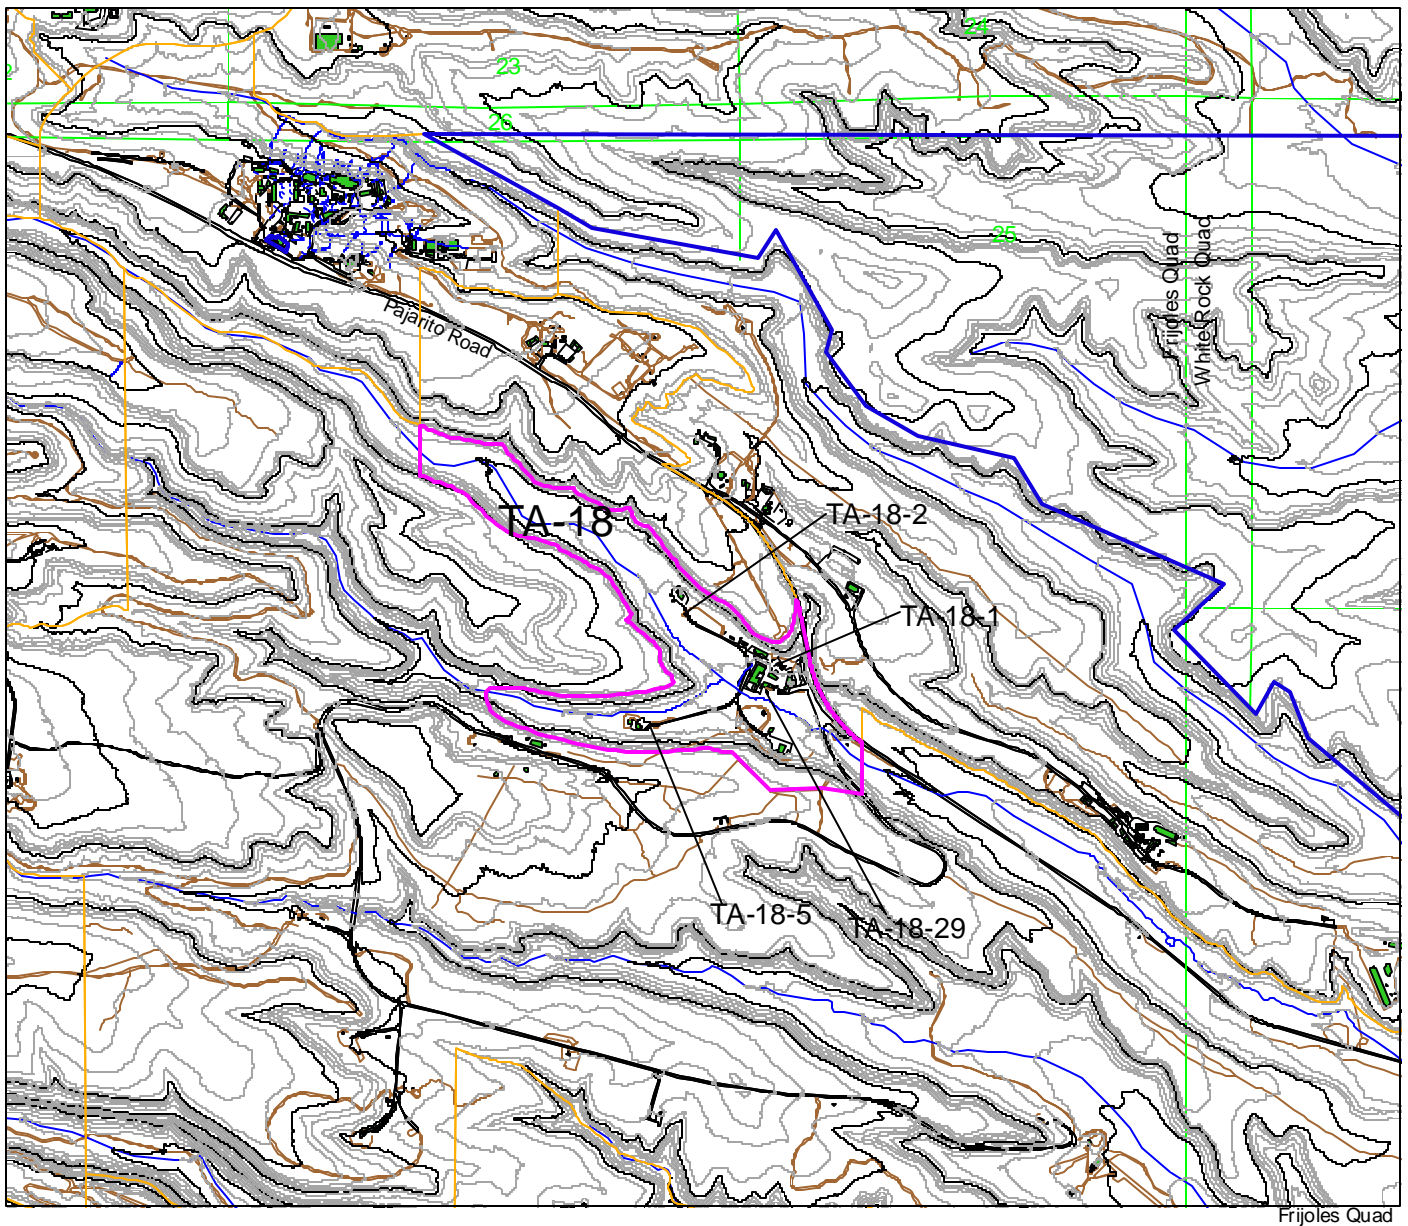 24
23
26
25
Frijoles Quad
White Rock Quad
Pajarito Road
TA-18
TA-18-2
TA-18-1
TA-18-5
TA-18-29
Frijoles Quad